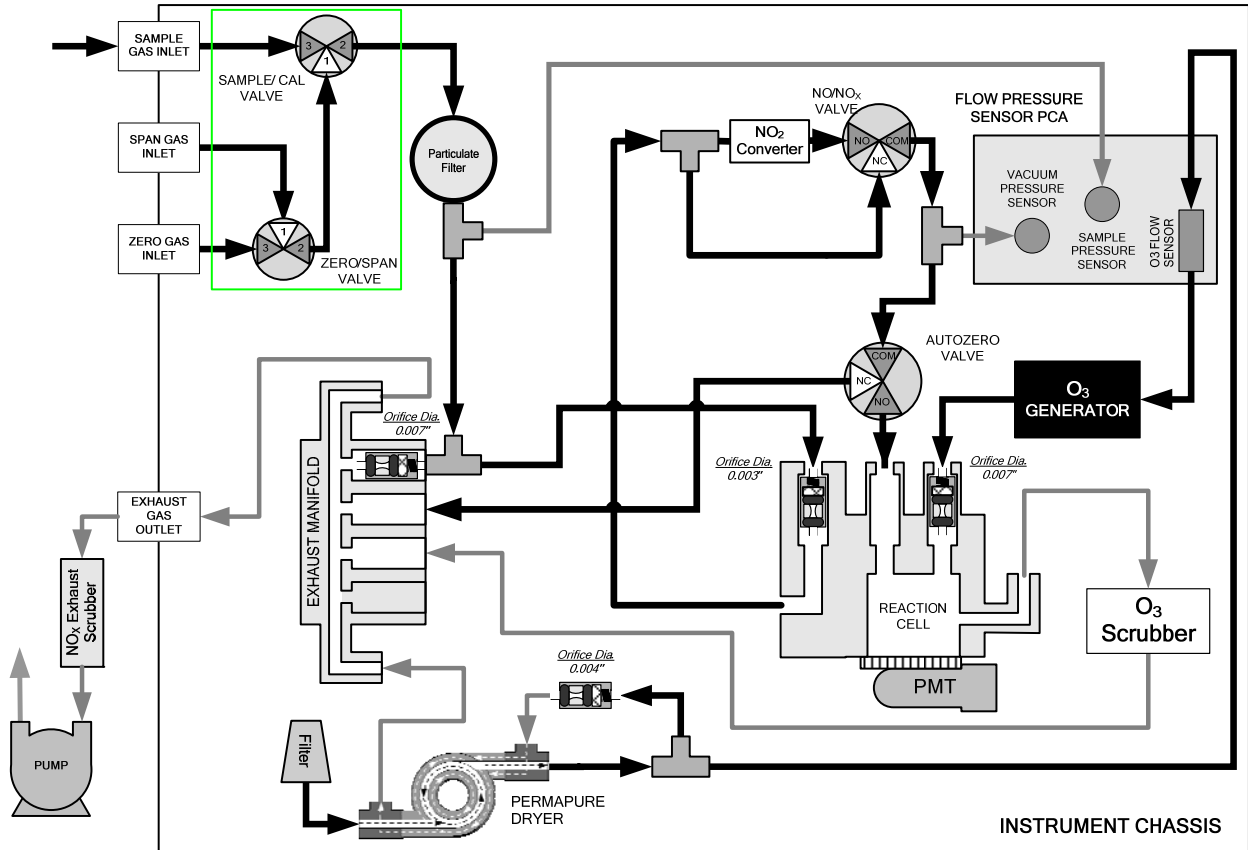 SAMPLE
GAS INLET
3
2
1
SAMPLE/ CAL
VALVE
SPAN GAS
INLET
ZERO GAS
INLET
1
3
2
ZERO/SPAN
VALVE
Particulate
Filter
NO/NOX
VALVE
NO2
Converter
NO
COM
NC
FLOW PRESSURE
SENSOR PCA
VACUUM
PRESSURE
SENSOR
SAMPLE
PRESSURE
SENSOR
O3 FLOW
SENSOR
AUTOZERO
VALVE
COM
NC
NO
O3
GENERATOR
Orifice Dia.
0.007"
Orifice Dia.
0.003"
Orifice Dia.
0.007"
EXHAUST
GAS
OUTLET
EXHAUST MANIFOLD
NOX Exhaust
Scrubber
REACTION
CELL
O3
Scrubber
PMT
Orifice Dia.
0.004"
Filter
PUMP
PERMAPURE
DRYER
INSTRUMENT CHASSIS